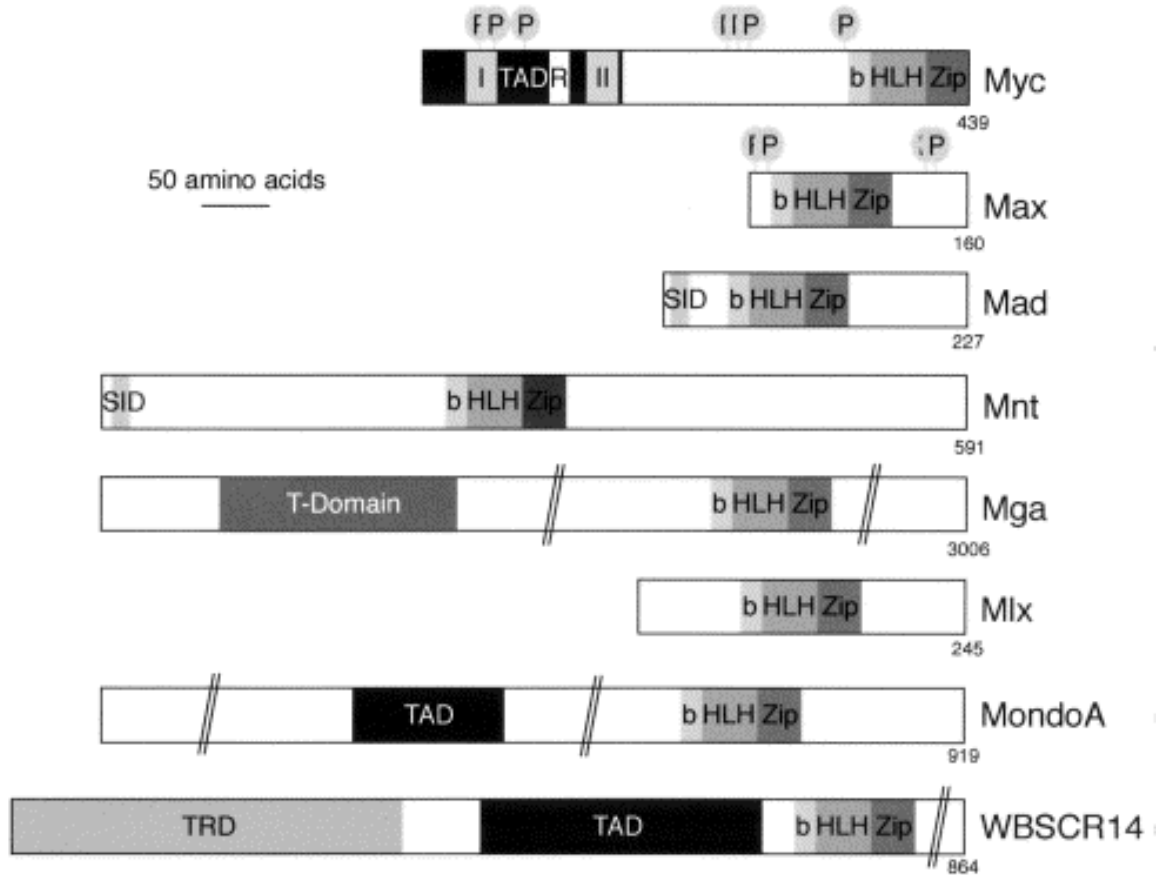 P P
P
P
I TAD R II b HLH Zip Myc
439
P P
50 amino acids
b HLH Zip Max
160
SID b HLH Zip Mad
227
SID b HLH Zip Mnt
591
T-Domain b HLH Zip Mga
3006
b HLH Zip Mlx
245
TAD b HLH Zip MondoA
919
TRD TAD b HLH Zip WBSCR14
864